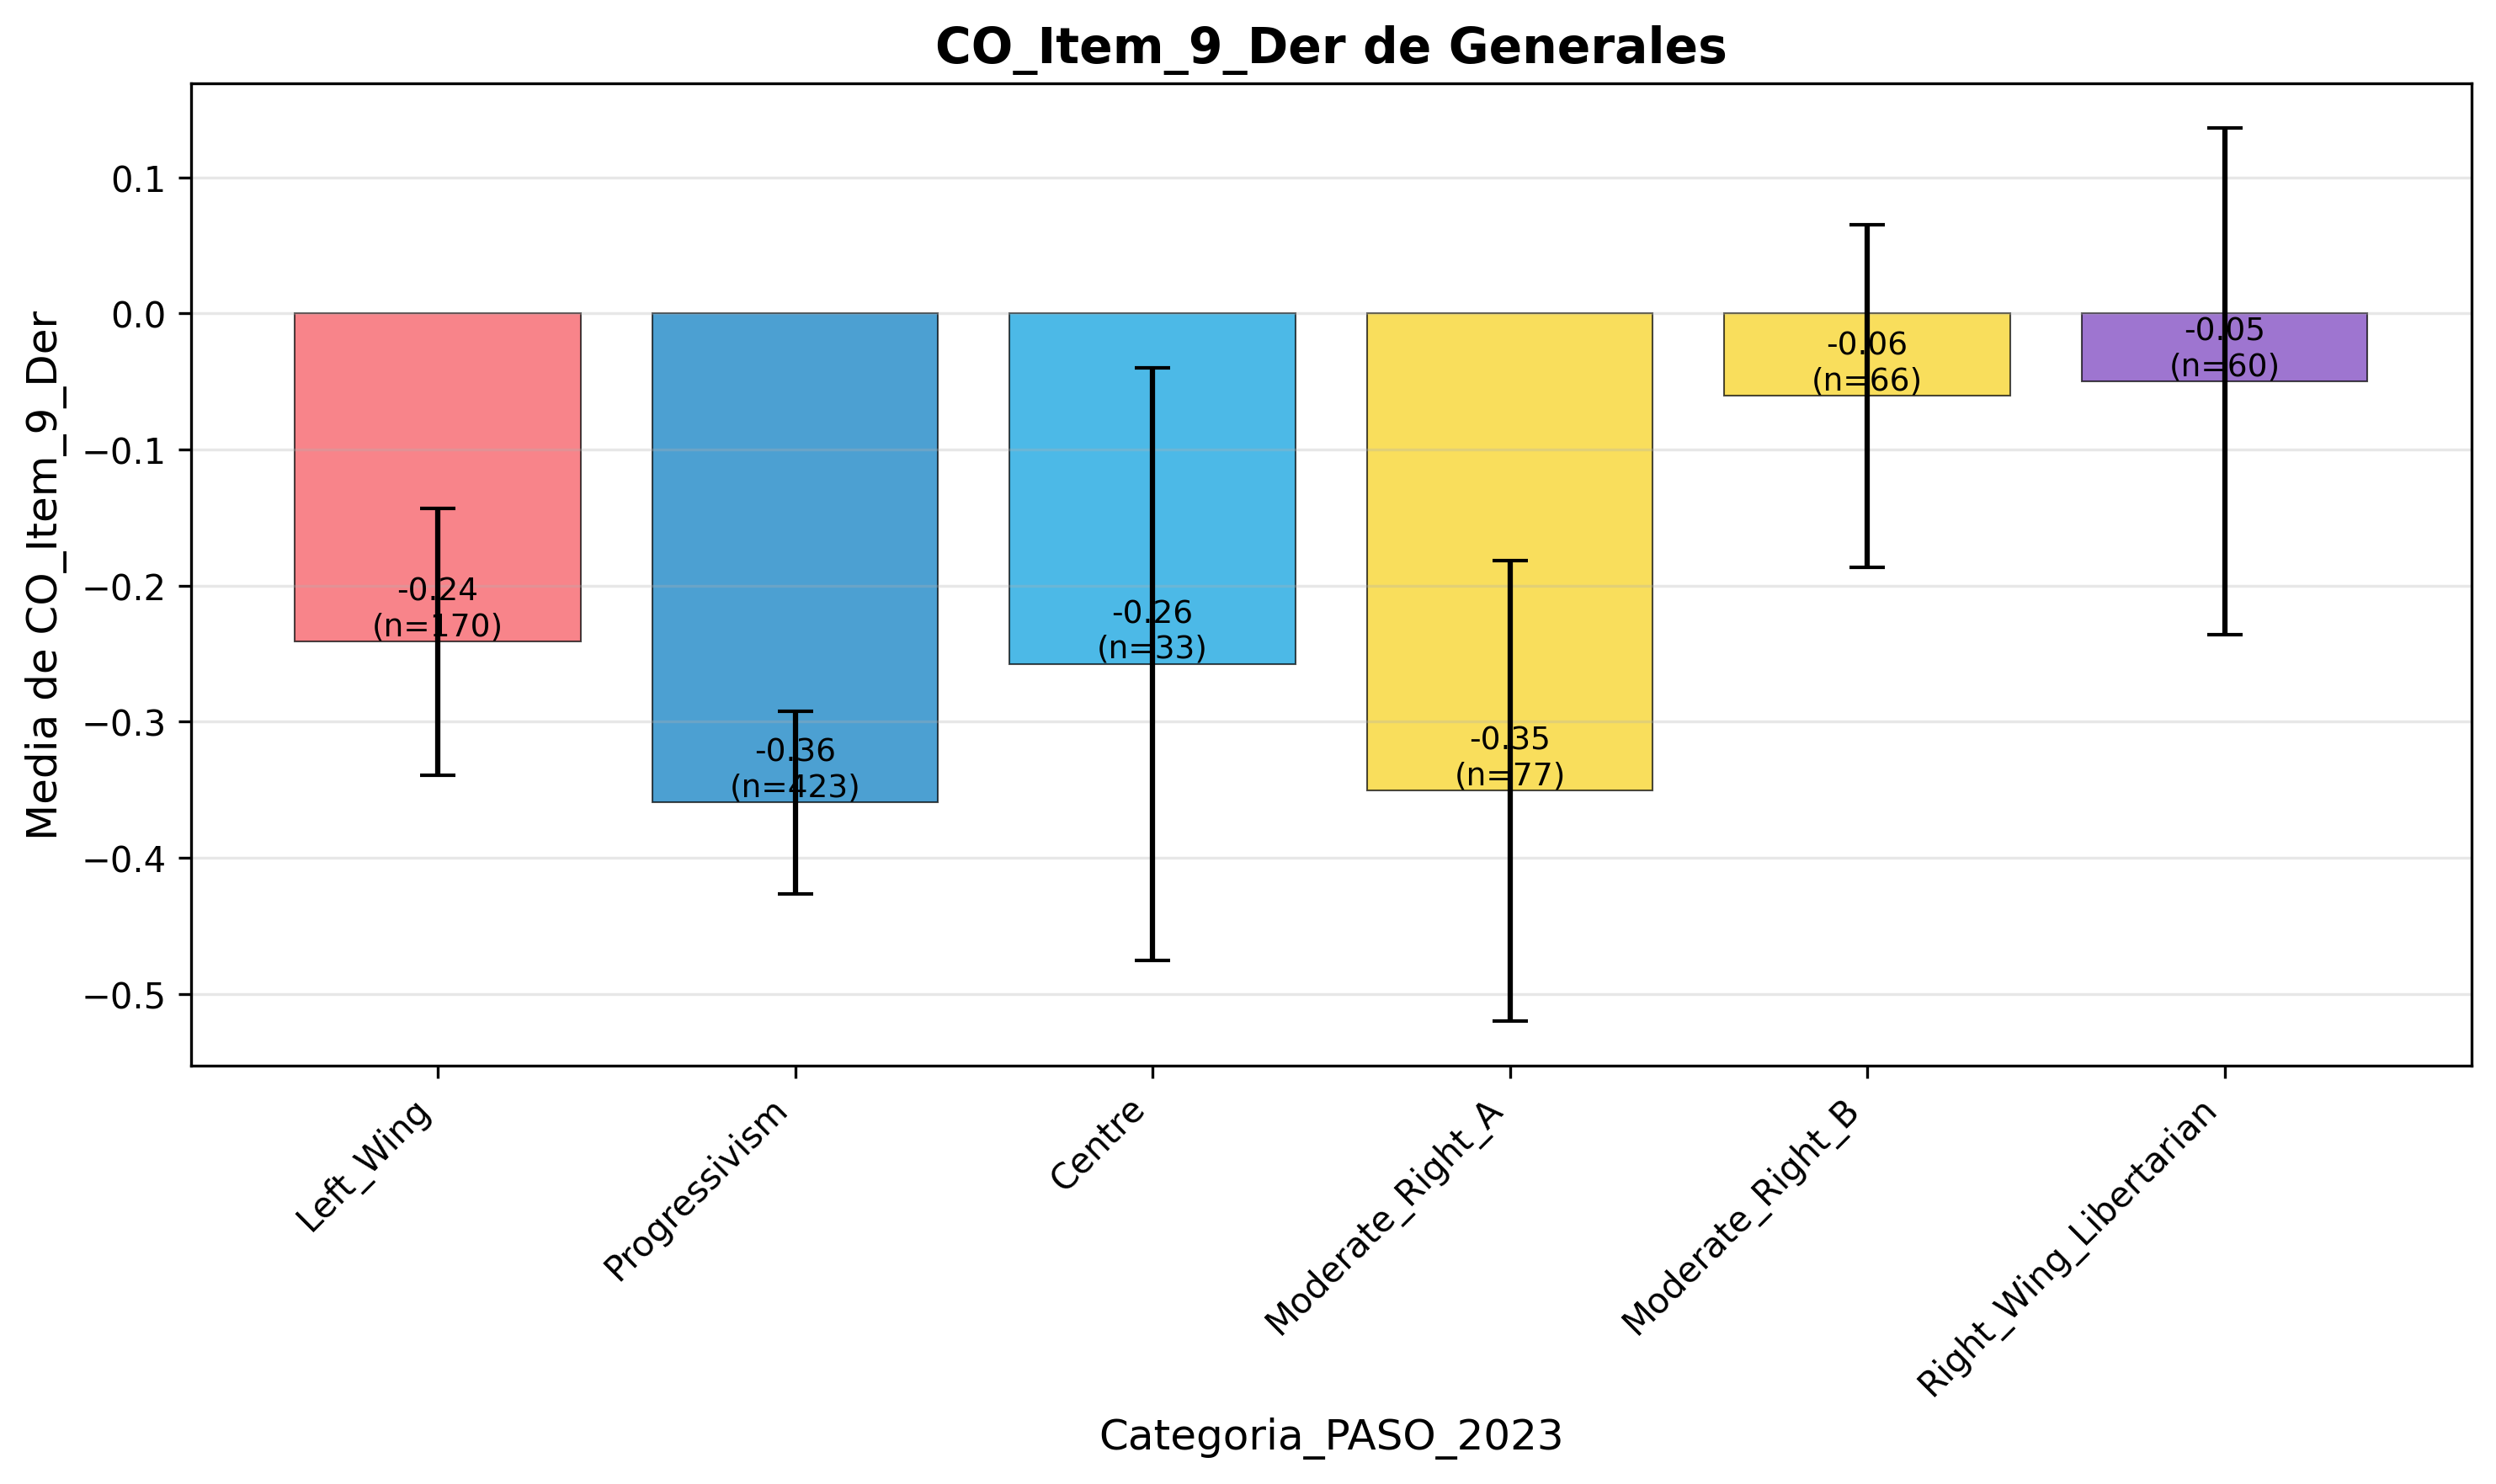 CO_Item_9_Der de Generales
Media de CO_Item_9_Der
0.1
0.0
−0.1
−0.2
−0.3
−0.4
−0.5
-0.24
(n=170)
-0.36
(n=423)
-0.26
(n=33)
-0.35
(n=77)
-0.06
(n=66)
-0.05
(n=60)
Left_Wing
Progressivism
Centre
Moderate_Right_A
Moderate_Right_B
Right_Wing_Libertarian
Categoria_PASO_2023